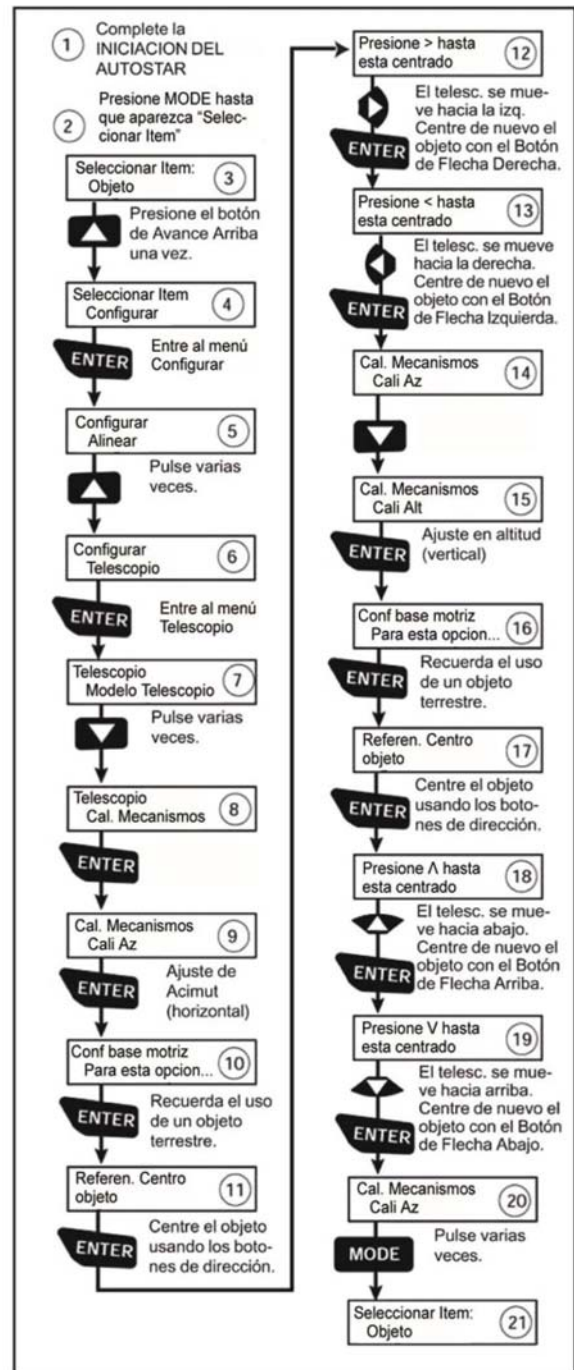 1 Complete la
INICIACION DEL
AUTOSTAR
2 Presione MODE hasta
que aparezca “Selec-
cionar Item”
Seleccionar Item:
Objeto
3
Presione el botón
de Avance Arriba
una vez.
Seleccionar Item
Configurar
4
ENTER
Entre al menú
Configurar
Configurar
Alinear
5
Pulse varias
veces.
Configurar
Telescopio
6
ENTER
Entre al menú
Telescopio
Telescopio
Modelo Telescopio
7
Pulse varias
veces.
Telescopio
Cal. Mecanismos
8
ENTER
Cal. Mecanismos
Cali Az
9
ENTER
Ajuste de
Acimut
(horizontal)
Conf base motriz
Para esta opcion...
10
ENTER
Recuerda el uso
de un objeto
terrestre.
Referen. Centro
objeto
11
ENTER
Centre el objeto
usando los boto-
nes de dirección.
Presione > hasta
esta centrado
12
El telesc. se mue-
ve hacia la izq.
Centre de nuevo el
objeto con el Botón
de Flecha Derecha.
ENTER
Presione < hasta
esta centrado
13
El telesc. se mueve
hacia la derecha.
Centre de nuevo el
objeto con el Botón
de Flecha Izquierda.
ENTER
Cal. Mecanismos
Cali Az
14
Cal. Mecanismos
Cali Alt
15
ENTER
Ajuste en altitud
(vertical)
Conf base motriz
Para esta opcion...
16
ENTER
Recuerda el uso
de un objeto
terrestre.
Referen. Centro
objeto
17
ENTER
Centre el objeto
usando los boto-
nes de dirección.
Presione Λ hasta
esta centrado
18
El telesc. se mue-
ve hacia abajo.
Centre de nuevo el
objeto con el Botón
de Flecha Arriba.
ENTER
Presione V hasta
esta centrado
19
El telesc. se mue-
ve hacia arriba.
Centre de nuevo el
objeto con el Botón
de Flecha Abajo.
ENTER
Cal. Mecanismos
Cali Az
20
MODE
Pulse varias
veces.
Seleccionar Item:
Objeto
21